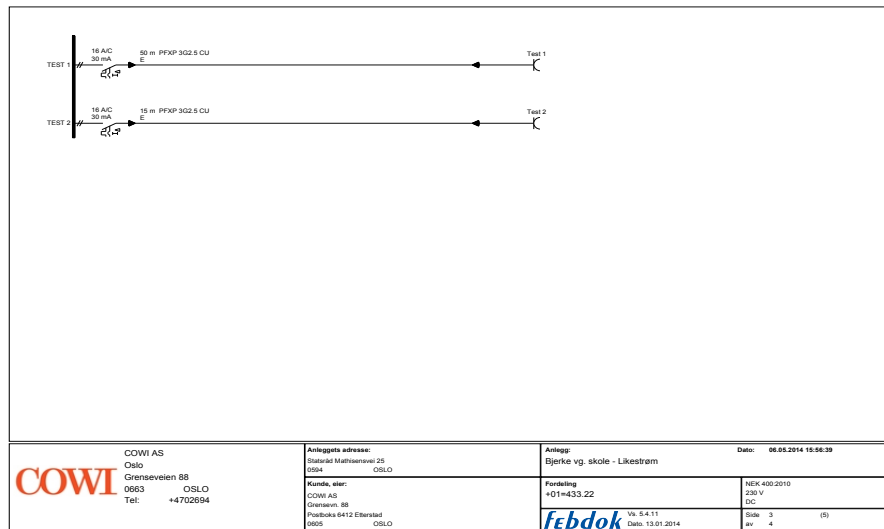 16 A/C
50 m PFXP 3G2.5 CU
Test 1
30 mA
E
TEST 1
16 A/C
15 m PFXP 3G2.5 CU
Test 2
30 mA
E
TEST 2
COWI
COWI AS
Oslo
Grenseveien 88
0663 OSLO
Tel: +4702694
Anleggets adresse:
Statsråd Mathisensvei 25
0594 OSLO
Kunde, eier:
COWI AS
Grensevn. 88
Postboks 6412 Etterstad
0605 OSLO
Anlegg:
Bjerke vg. skole - Likestrøm
Dato: 06.05.2014 15:56:39
Fordeling
+01=433.22
NEK 400:2010
230 V
DC
febdok
Vs. 5.4.11
Dato. 13.01.2014
Side 3 (5)
av 4